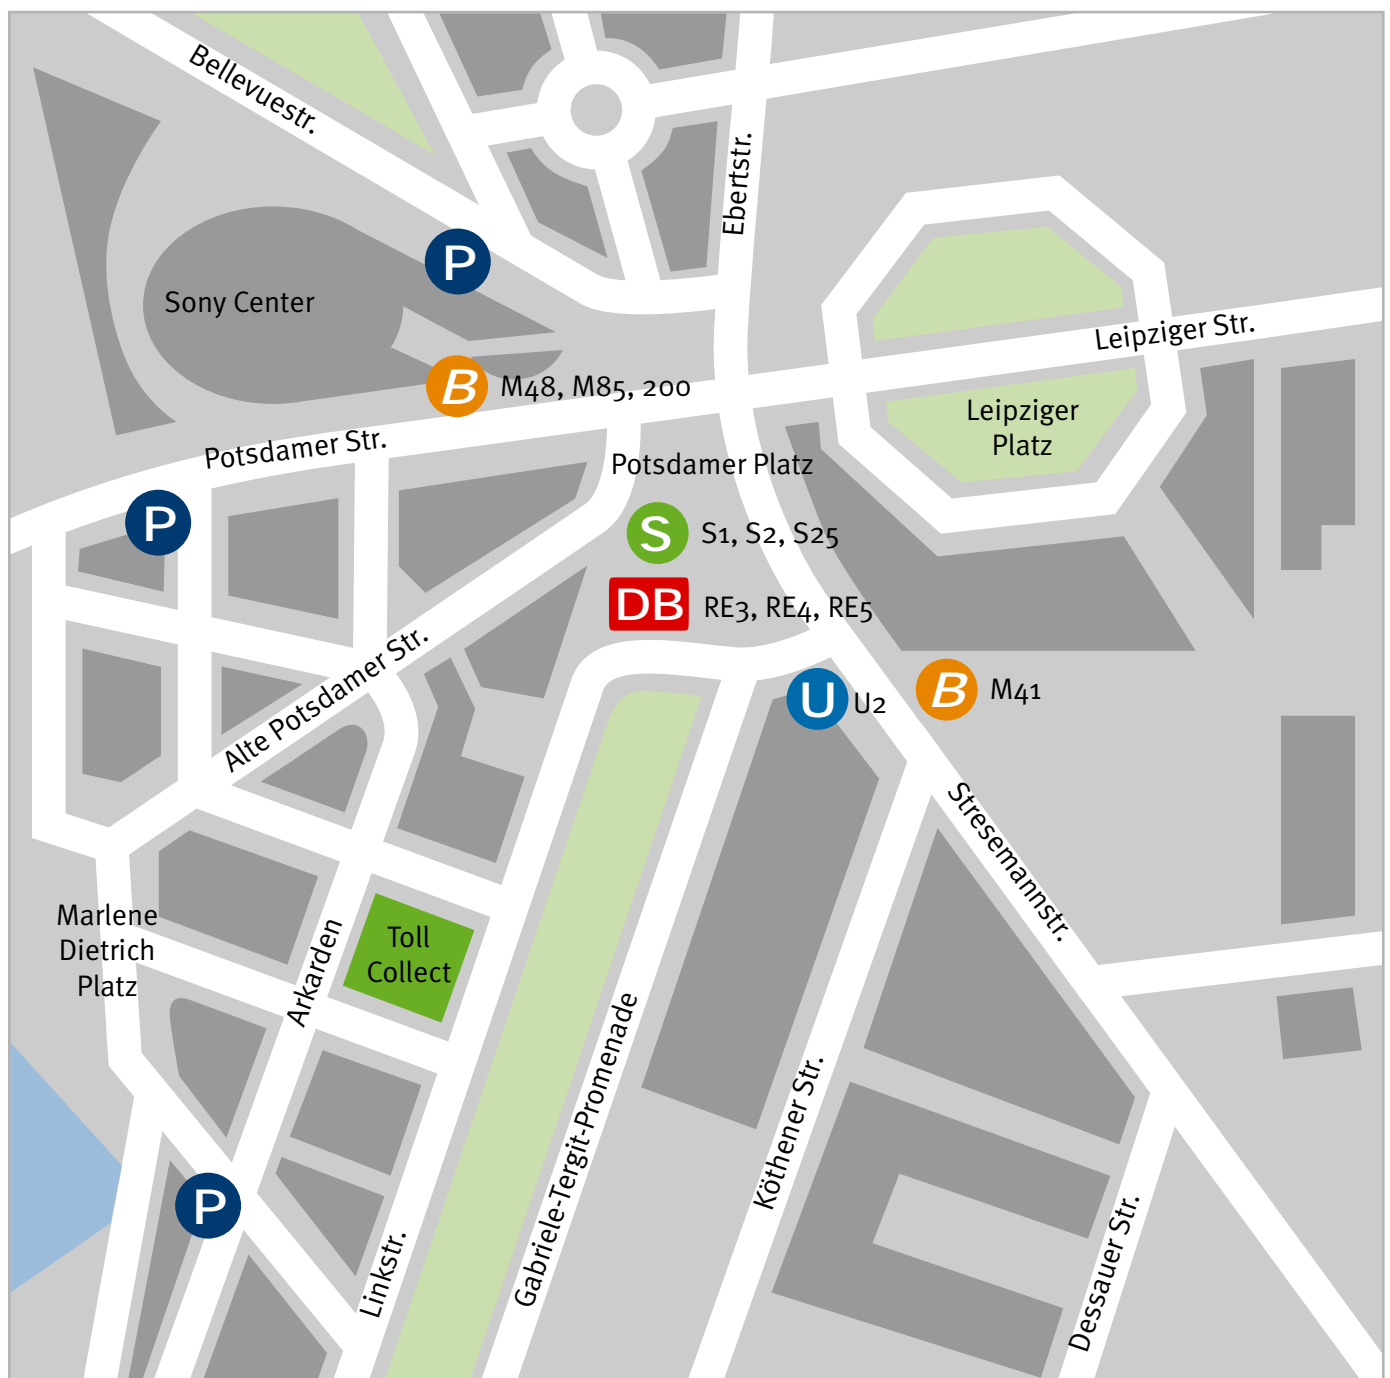 Bellevuestr.
Ebertstr.
P
Sony Center
Leipziger Str.
B M48, M85, 200
Leipziger
Platz
Potsdamer Str.
Potsdamer Platz
P
S S1, S2, S25
DB RE3, RE4, RE5
Alte Potsdamer Str.
U U2
B M41
Stresemannstr.
Marlene
Dietrich
Platz
Toll
Collect
Arkarden
Gabriele-Tergit-Promenade
Köthener Str.
P
Linkstr.
Dessauer Str.